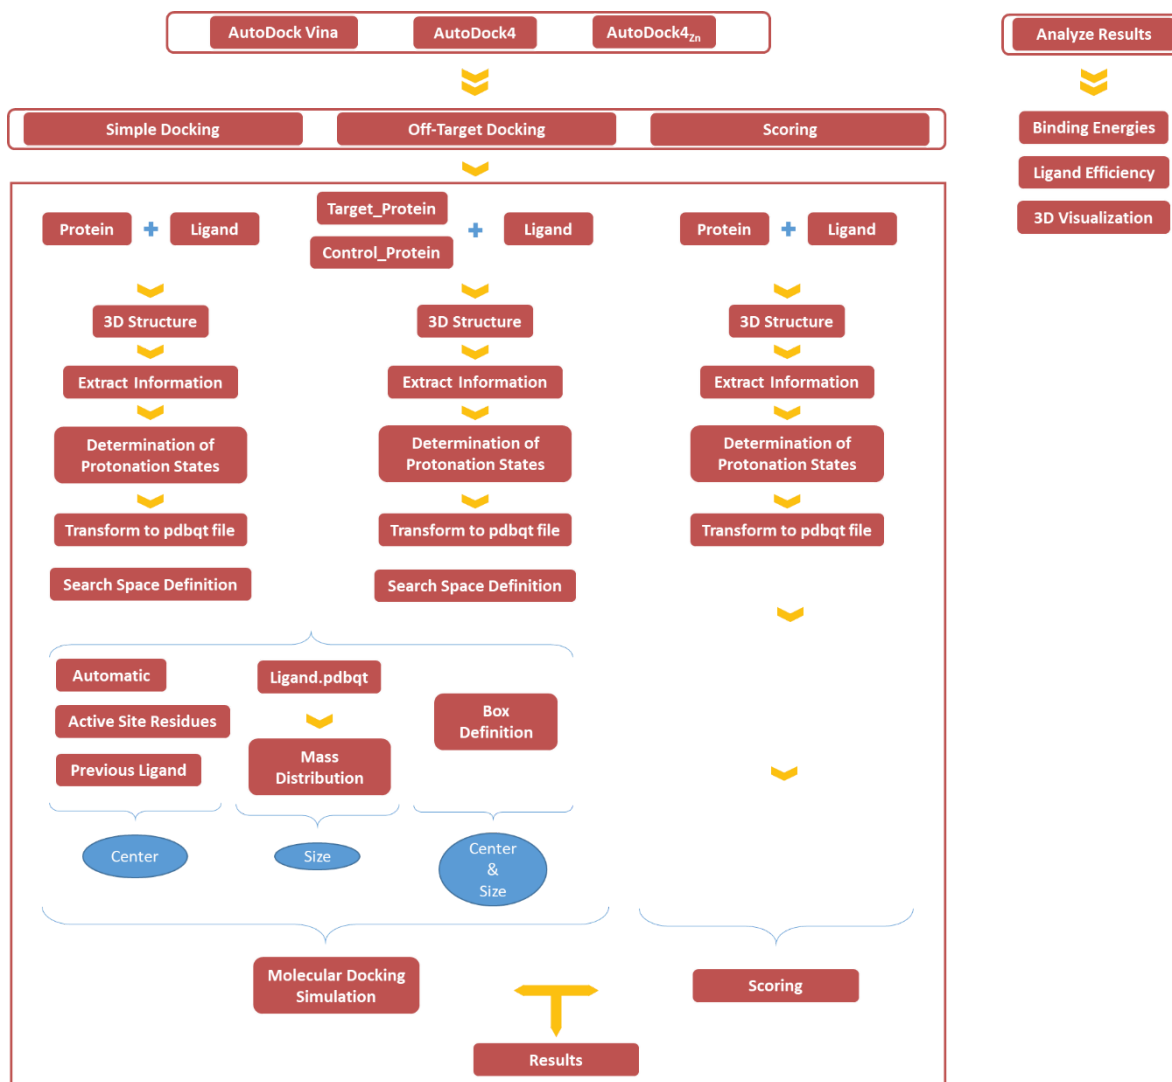 AutoDock Vina
AutoDock4
AutoDock4Zn
Analyze Results
Simple Docking
Off-Target Docking
Scoring
Binding Energies
Ligand Efficiency
3D Visualization
Protein + Ligand
Target_Protein
Control_Protein
+ Ligand
Protein + Ligand
3D Structure
3D Structure
3D Structure
Extract Information
Extract Information
Extract Information
Determination of
Protonation States
Determination of
Protonation States
Determination of
Protonation States
Transform to pdbqt file
Transform to pdbqt file
Transform to pdbqt file
Search Space Definition
Search Space Definition
Automatic
Active Site Residues
Previous Ligand
Ligand.pdbqt
Mass
Distribution
Box
Definition
Center
Size
Center
&
Size
Molecular Docking
Simulation
Scoring
Results